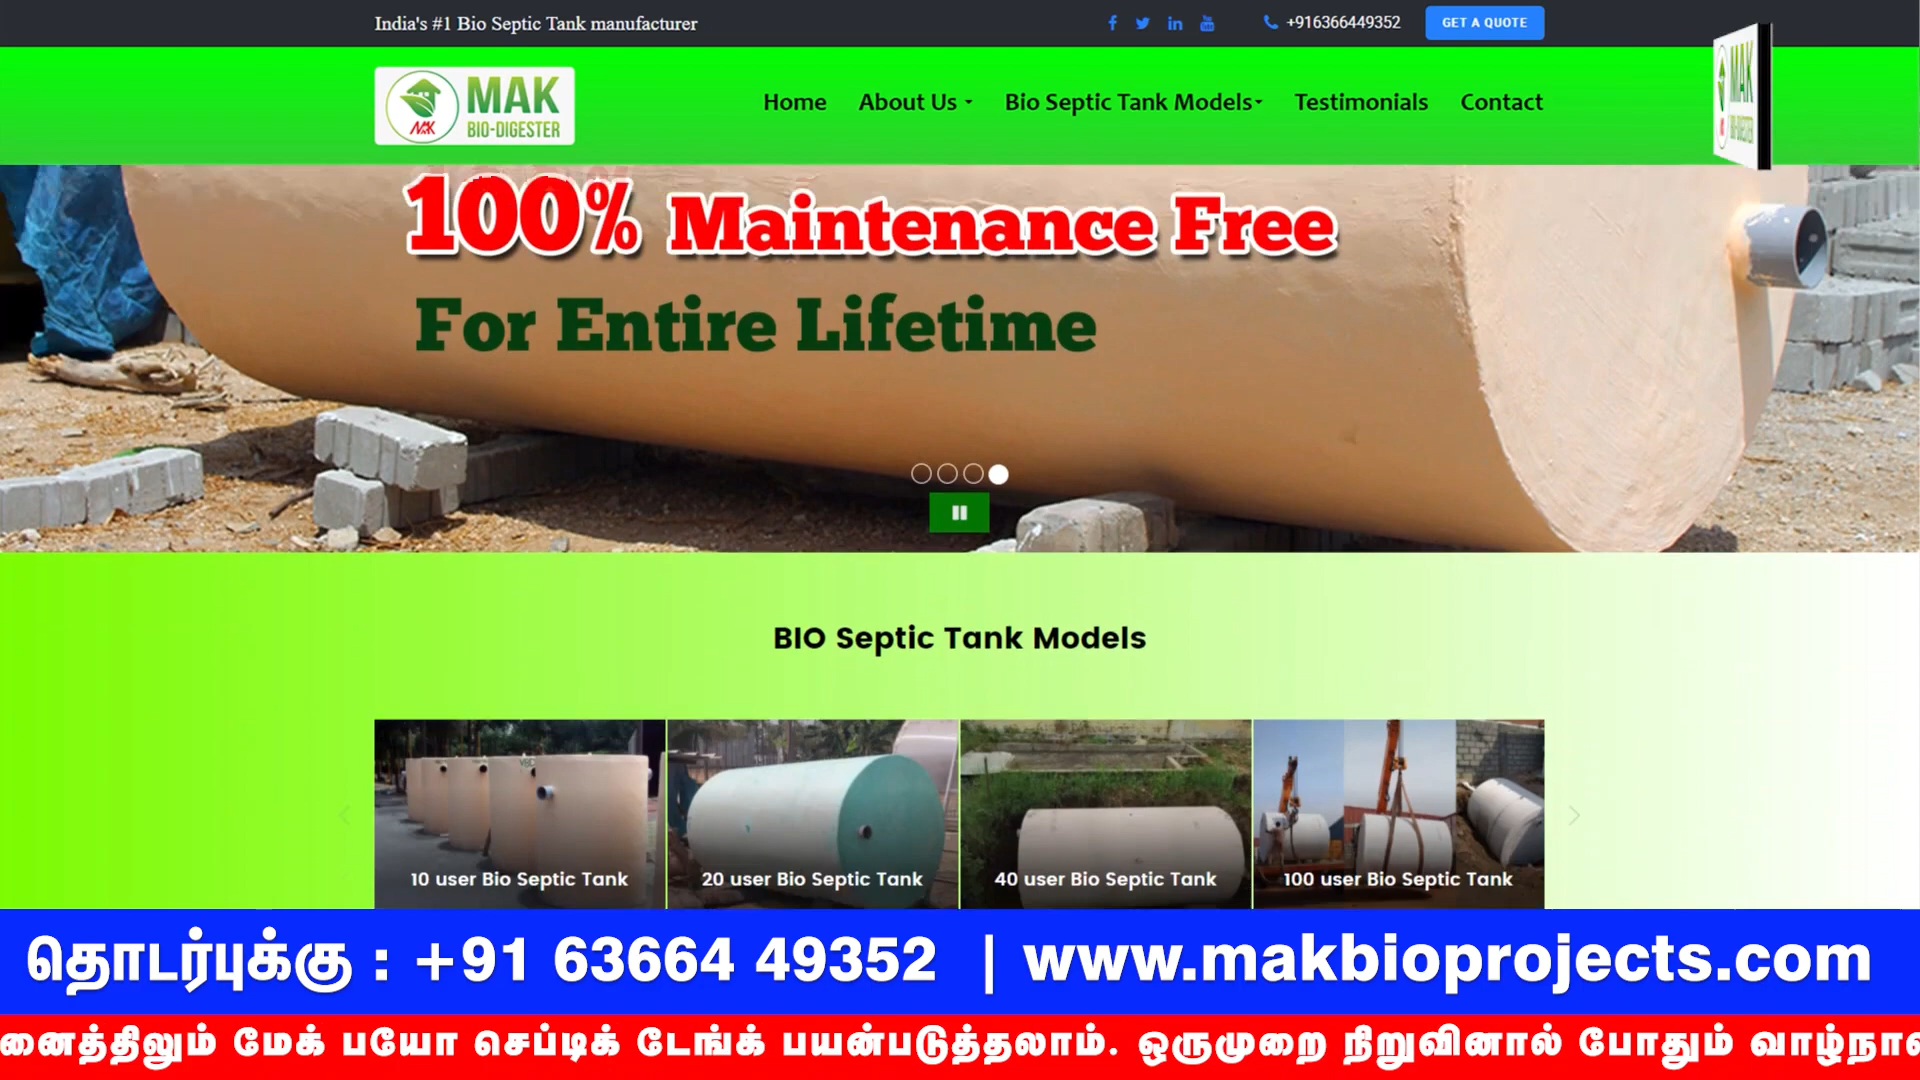 India's #1 Bio Septic Tank manufacturer
+916366449352
GET A QUOTE
MAK
BIO-DIGESTER
Home
About Us
Bio Septic Tank Models
Testimonials
Contact
MAK
BIO-DIGESTER
100% Maintenance Free
For Entire Lifetime
BIO Septic Tank Models
10 user Bio Septic Tank
20 user Bio Septic Tank
40 user Bio Septic Tank
100 user Bio Septic Tank
தொடர்புக்கு : +91 63664 49352 | www.makbioprojects.com
மேக் பயோ செப்டிக் டேங்க் பயன்படுத்தலாம். ஒருமுறை நிறுவினால் போதும்